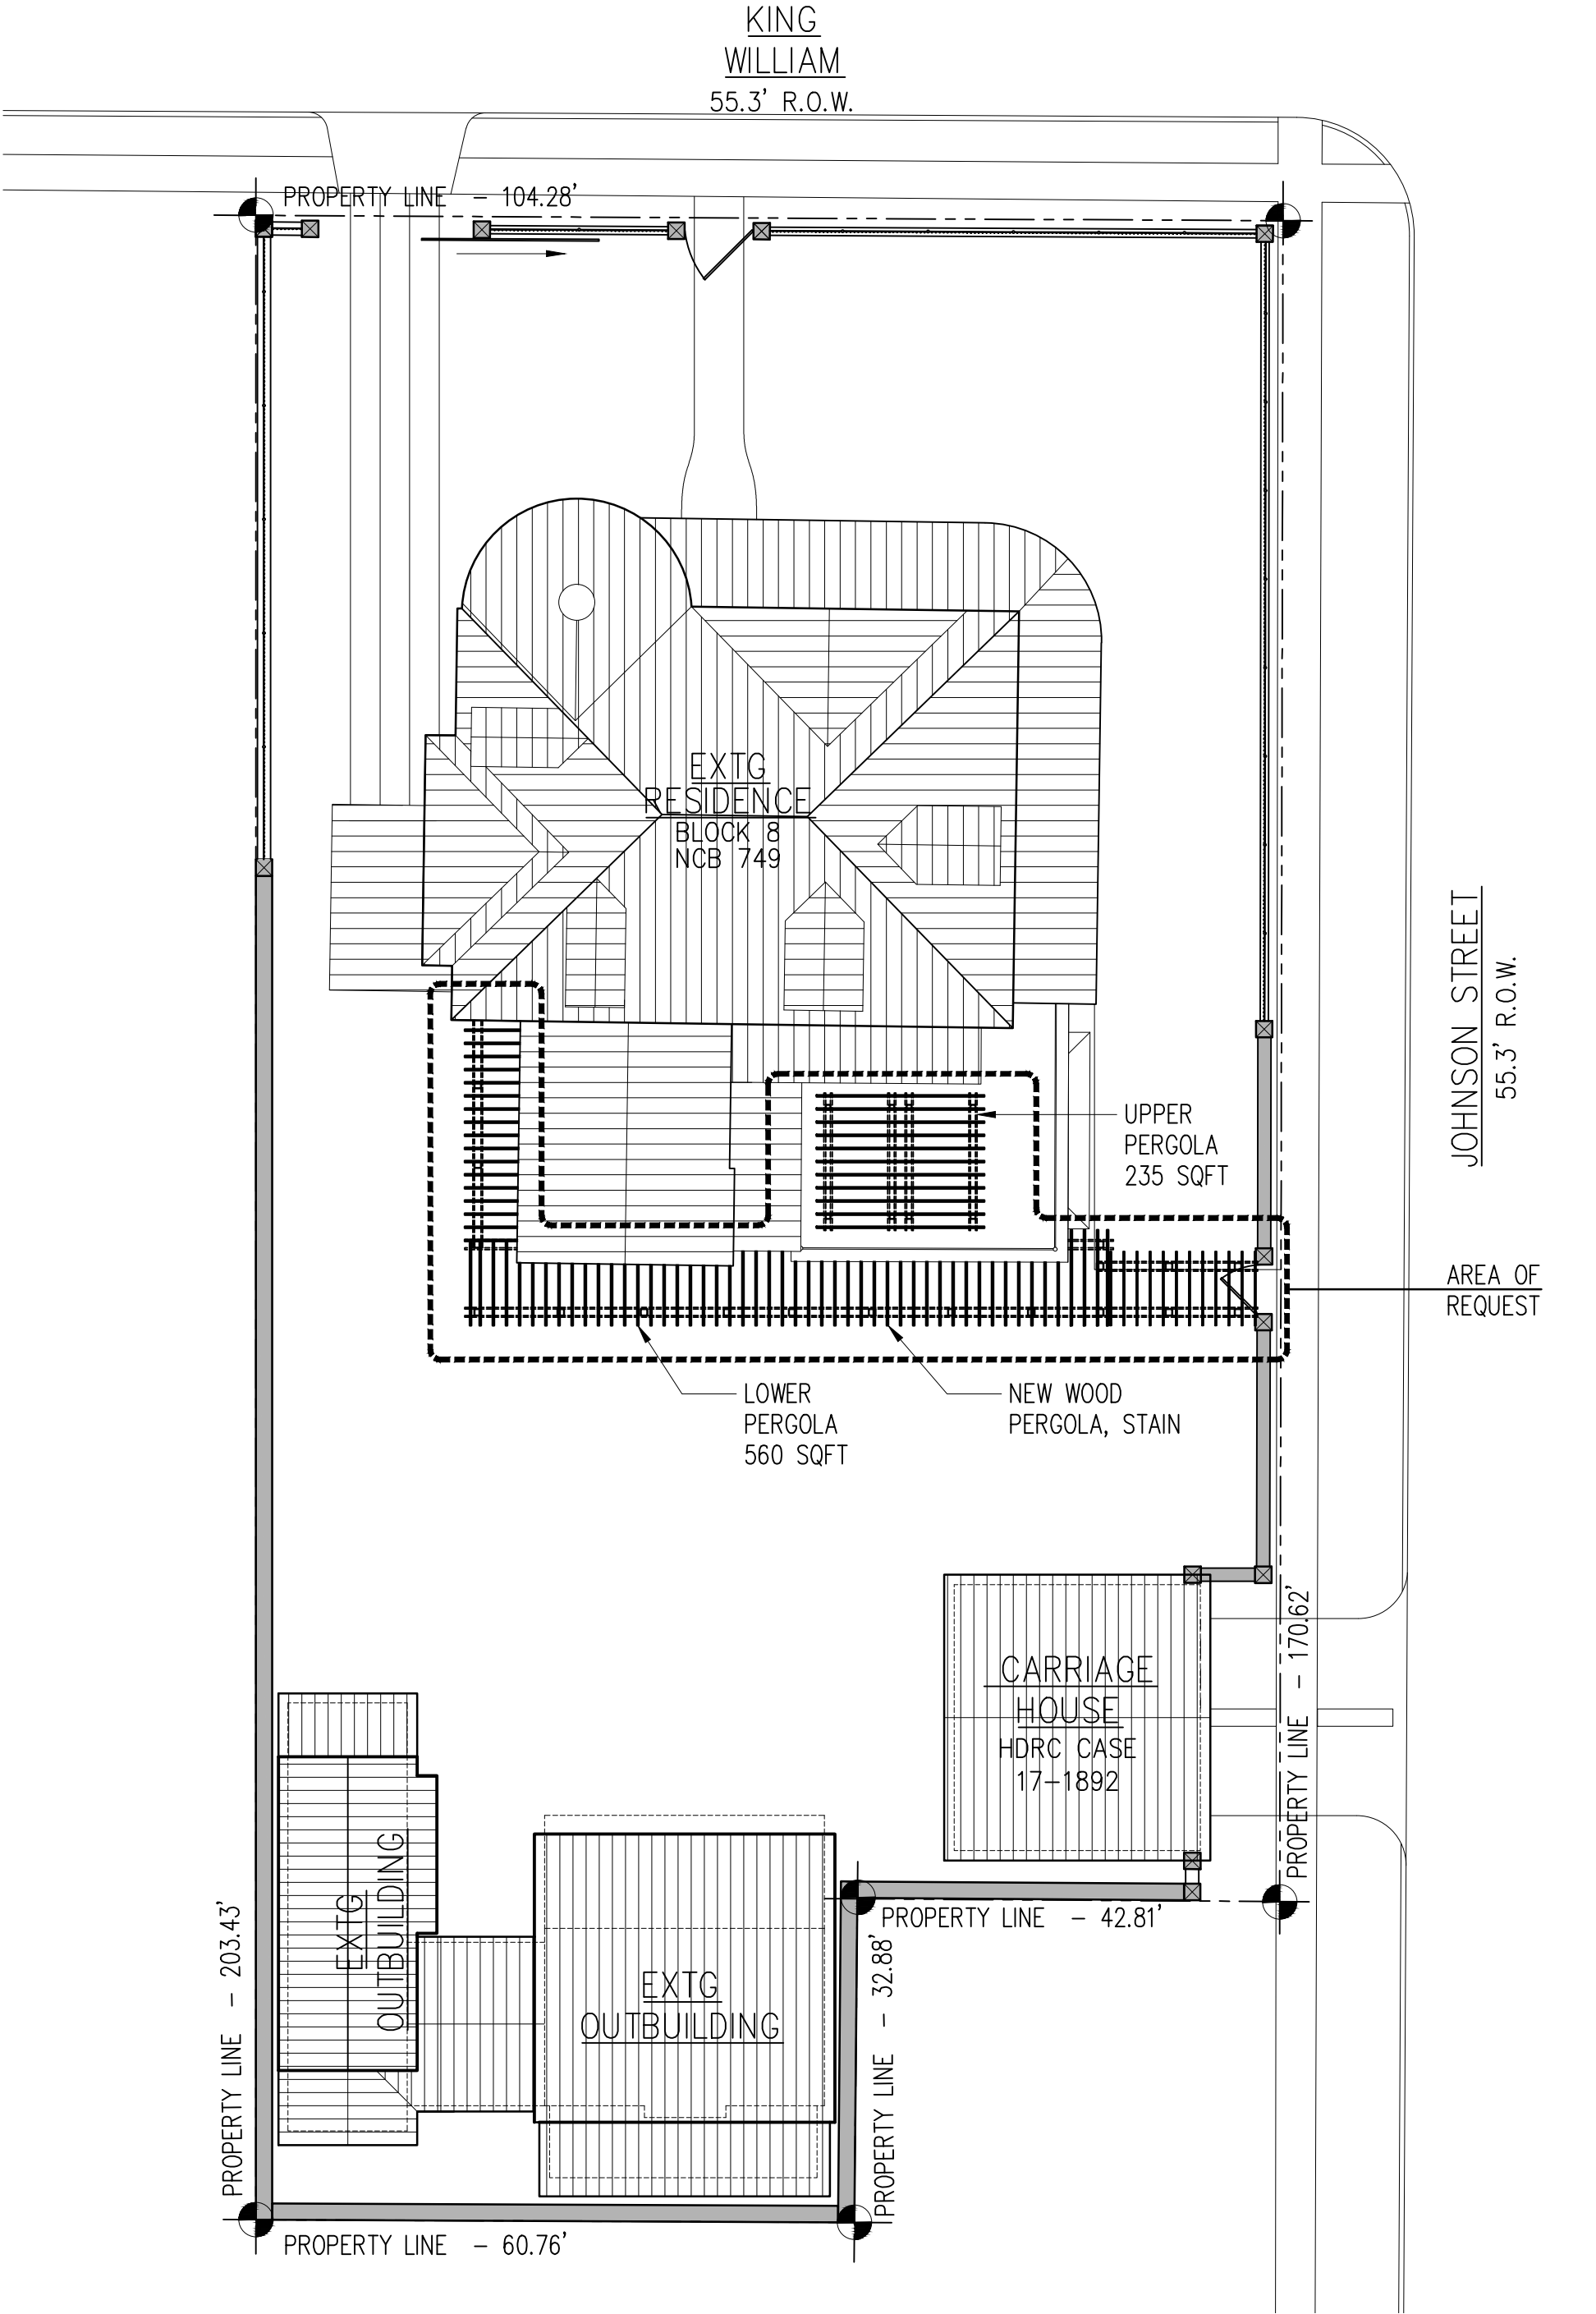 KING
WILLIAM
55.3' R.O.W.
PROPERTY LINE - 104.28'
EXTG
RESIDENCE
BLOCK 8
NCB 749
JOHNSON STREET
55.3' R.O.W.
UPPER
PERGOLA
235 SQFT
AREA OF
REQUEST
LOWER
PERGOLA
560 SQFT
NEW WOOD
PERGOLA, STAIN
CARRIAGE
HOUSE
HDRC CASE
17-1892
PROPERTY LINE - 170.62'
EXTG
OUTBUILDING
PROPERTY LINE - 42.81'
PROPERTY LINE - 203.43'
EXTG
OUTBUILDING
PROPERTY LINE - 32.88'
PROPERTY LINE - 60.76'